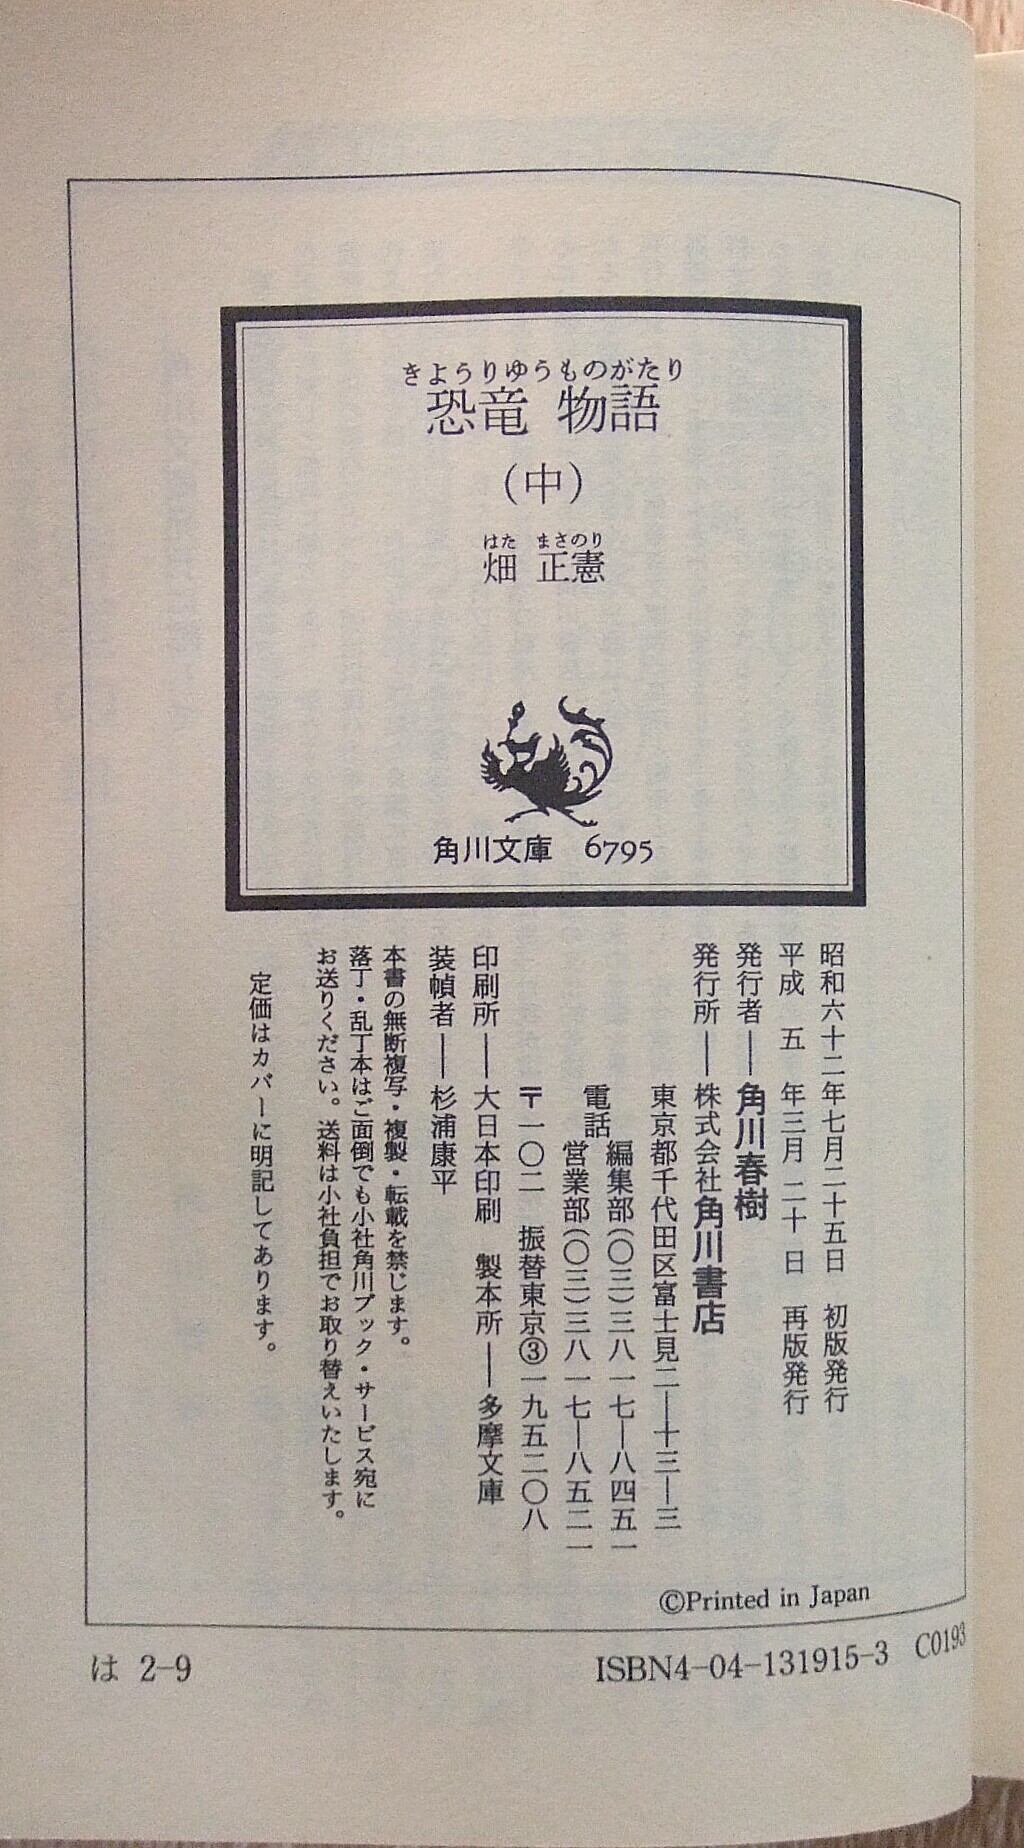 きようりゆうものがたり
恐竜 物語
(中)
はた まさのり
畑 正憲
角川文庫 6795
昭和六十二年七月二十五日 初版発行
平成 五 年三月二十日 再版発行
発行者――角川春樹
発行所――株式会社角川書店
東京都千代田区富士見二―十三―三
電話 編集部(〇三)三八一七―八四五一
営業部(〇三)三八一七―八五二一
〒一〇二 振替東京③一九五二〇八
印刷所――大日本印刷 製本所――多摩文庫
装幀者――杉浦康平
本書の無断複写・複製・転載を禁じます。
落丁・乱丁本はご面倒でも小社角川ブック・サービス宛に
お送りください。送料は小社負担でお取り替えいたします。
定価はカバーに明記してあります。
©Printed in Japan
は 2-9
ISBN4-04-131915-3 C0193